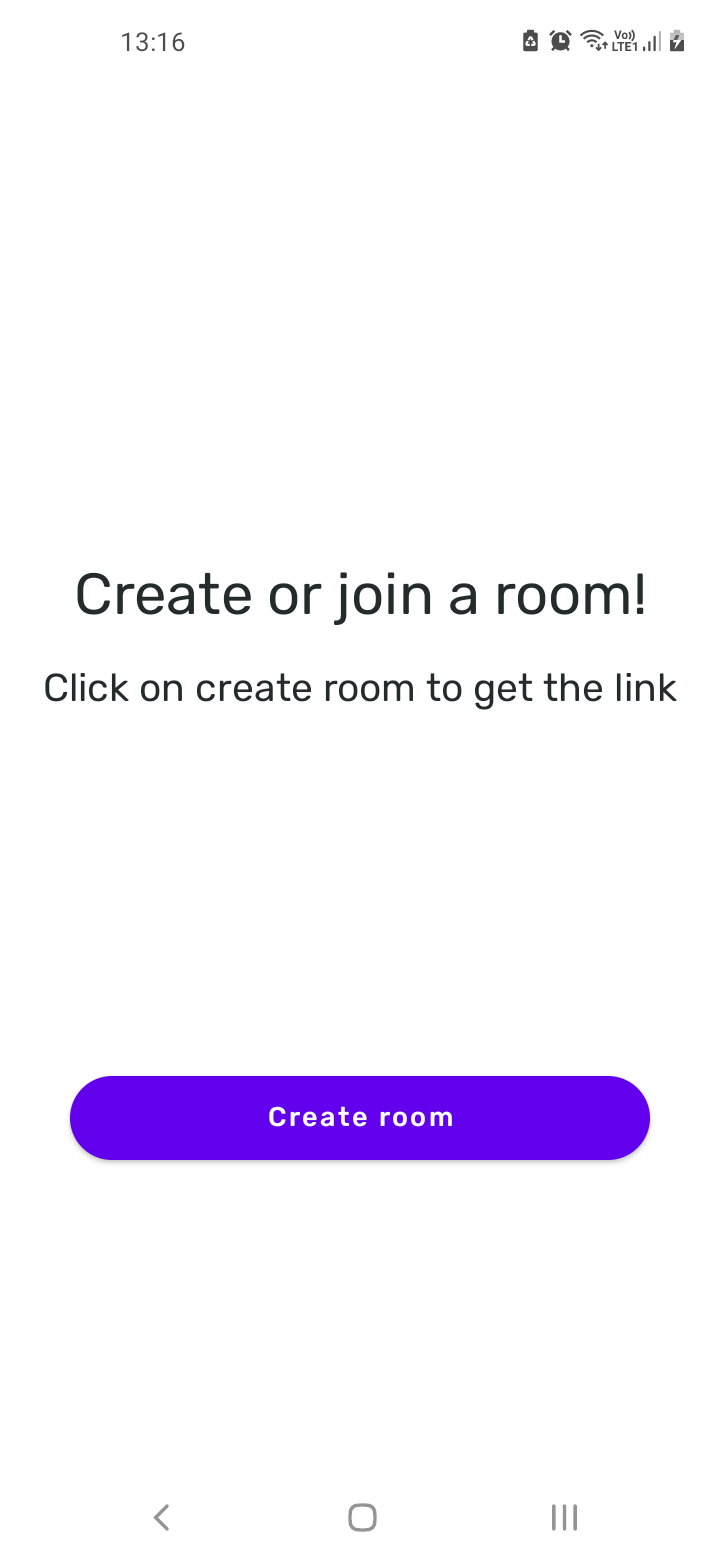 13:16
Vo)) LTE1
Create or join a room!
Click on create room to get the link
Create room